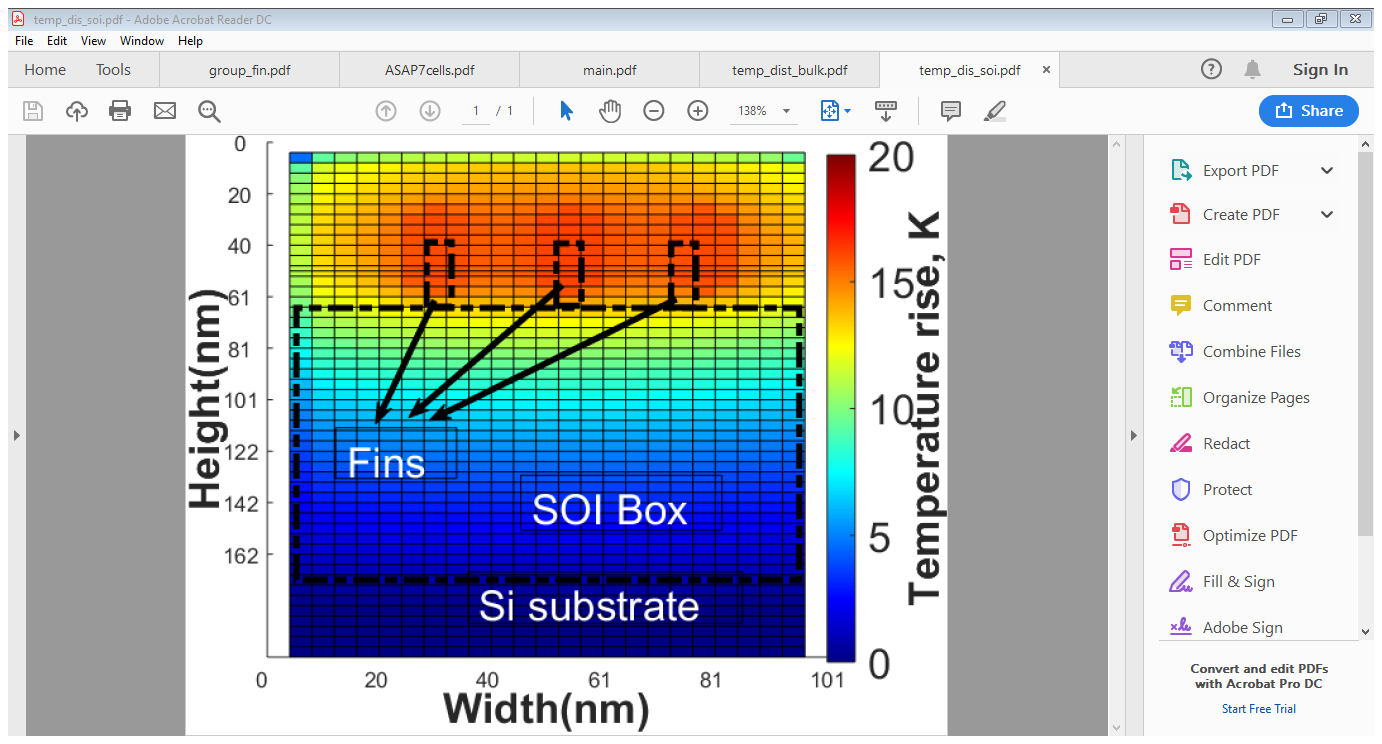 temp_dis_soi.pdf - Adobe Acrobat Reader DC
File Edit View Window Help
Home Tools group_fin.pdf ASAP7cells.pdf main.pdf temp_dist_bulk.pdf temp_dis_soi.pdf × ? Sign In
1 / 1 138% Share
0
20
40
61
81
101
122
142
162
Height(nm)
Fins
SOI Box
Si substrate
0 20 40 61 81 101
Width(nm)
20
15
10
5
0
Temperature rise, K
Export PDF
Create PDF
Edit PDF
Comment
Combine Files
Organize Pages
Redact
Protect
Optimize PDF
Fill & Sign
Adobe Sign
Convert and edit PDFs
with Acrobat Pro DC
Start Free Trial